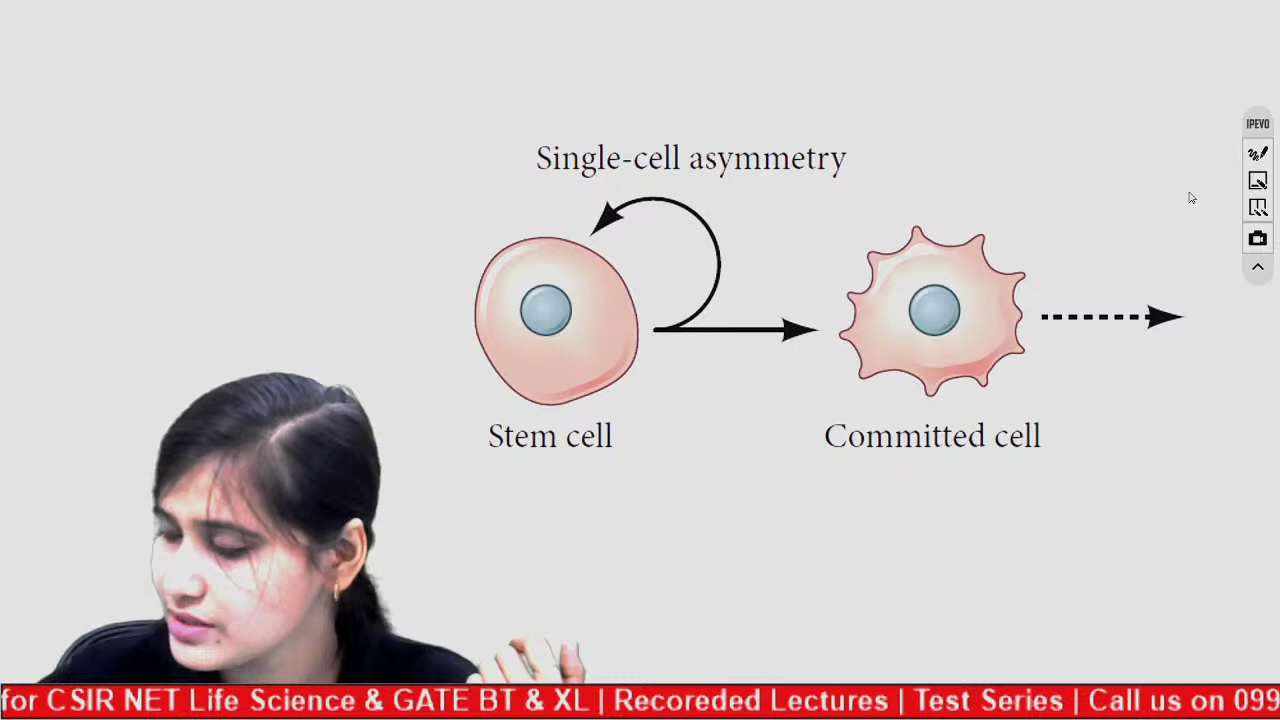 IPEVO
Single-cell asymmetry
Stem cell
Committed cell
for CSIR NET Life Science & GATE BT & XL | Recoreded Lectures | Test Series | Call us on 099